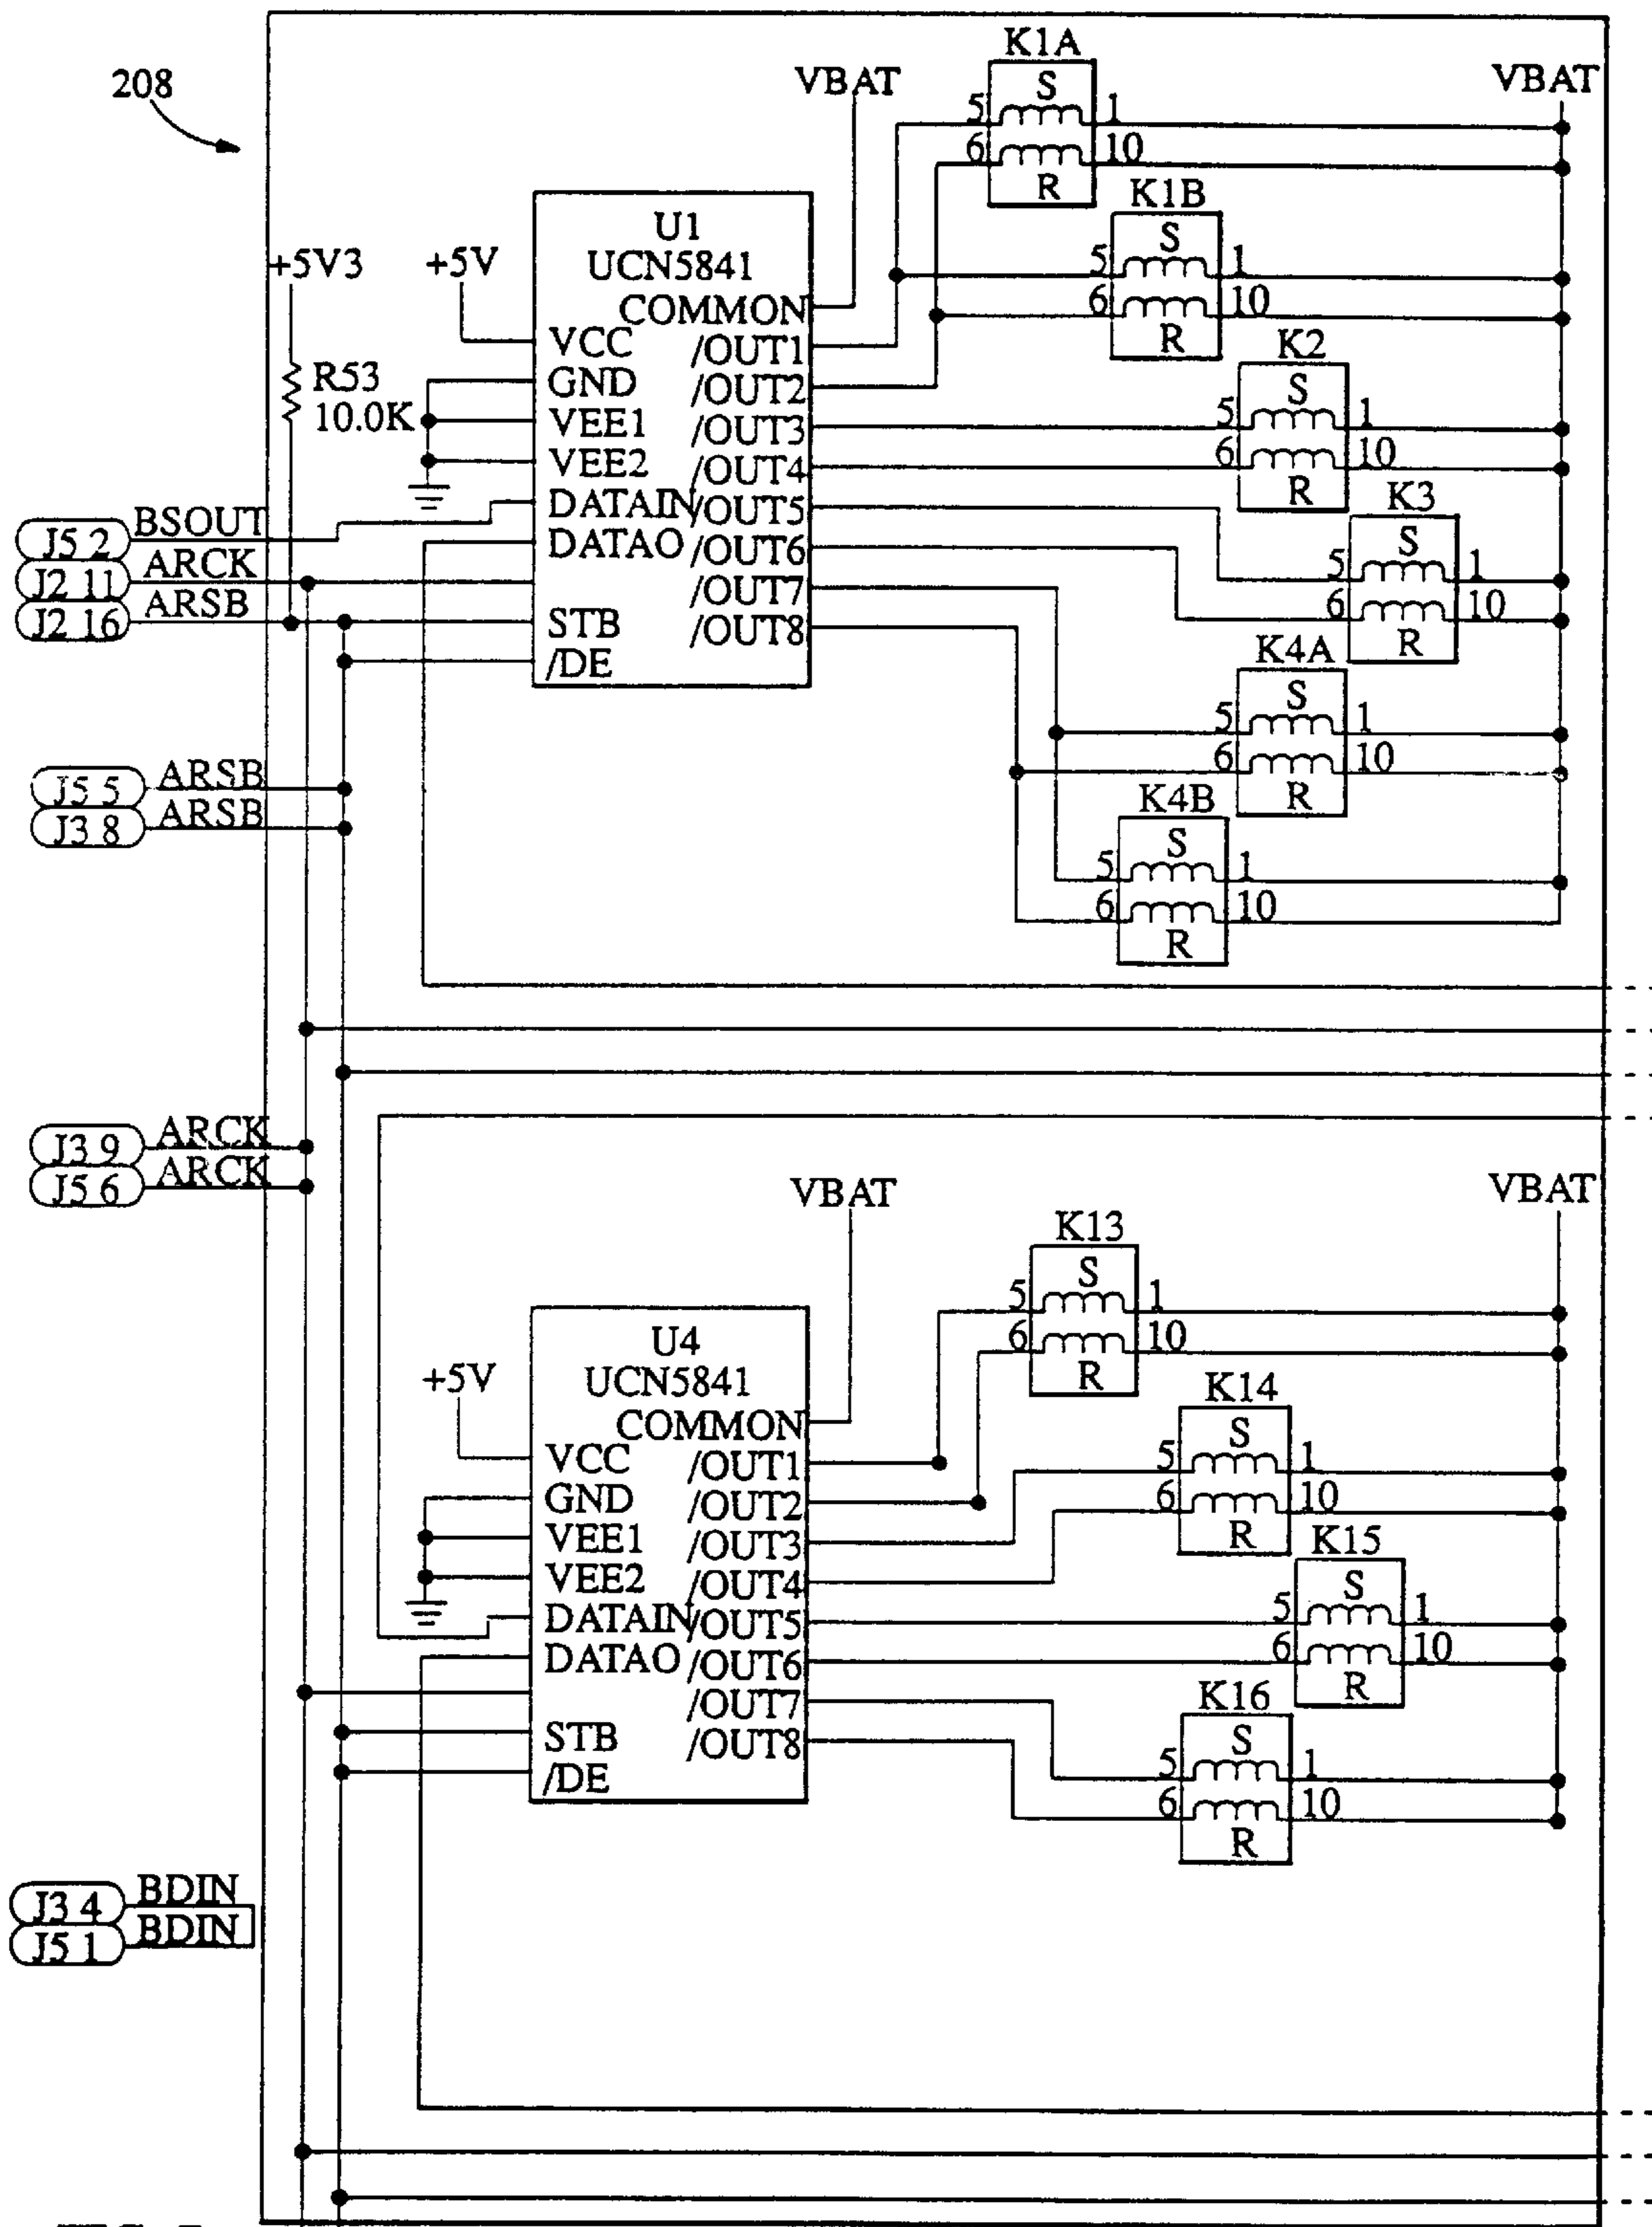 208
K1A
VBAT
VBAT
5 S 1
6 R 10
K1B
5 S 1
6 R 10
U1
UCN5841
+5V3
+5V
COMMON
VCC
/OUT1
GND
/OUT2
VEE1
/OUT3
VEE2
/OUT4
DATAIN
/OUT5
DATAO
/OUT6
/OUT7
STB
/OUT8
/DE
R53
10.0K
K2
5 S 1
6 R 10
K3
5 S 1
6 R 10
K4A
5 S 1
6 R 10
K4B
5 S 1
6 R 10
J5 2 BSOUT
J2 11 ARCK
J2 16 ARSB
J5 5 ARSB
J3 8 ARSB
J3 9 ARCK
J5 6 ARCK
VBAT
VBAT
K13
5 S 1
6 R 10
U4
UCN5841
+5V
COMMON
VCC
/OUT1
GND
/OUT2
VEE1
/OUT3
VEE2
/OUT4
DATAIN
/OUT5
DATAO
/OUT6
/OUT7
STB
/OUT8
/DE
K14
5 S 1
6 R 10
K15
5 S 1
6 R 10
K16
5 S 1
6 R 10
J3 4 BDIN
J5 1 BDIN